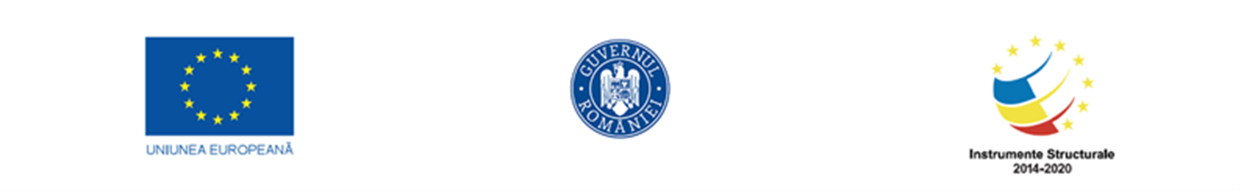 UNIUNEA EUROPEANĂ
GUVERNUL
ROMÂNIEI
Instrumente Structurale
2014-2020